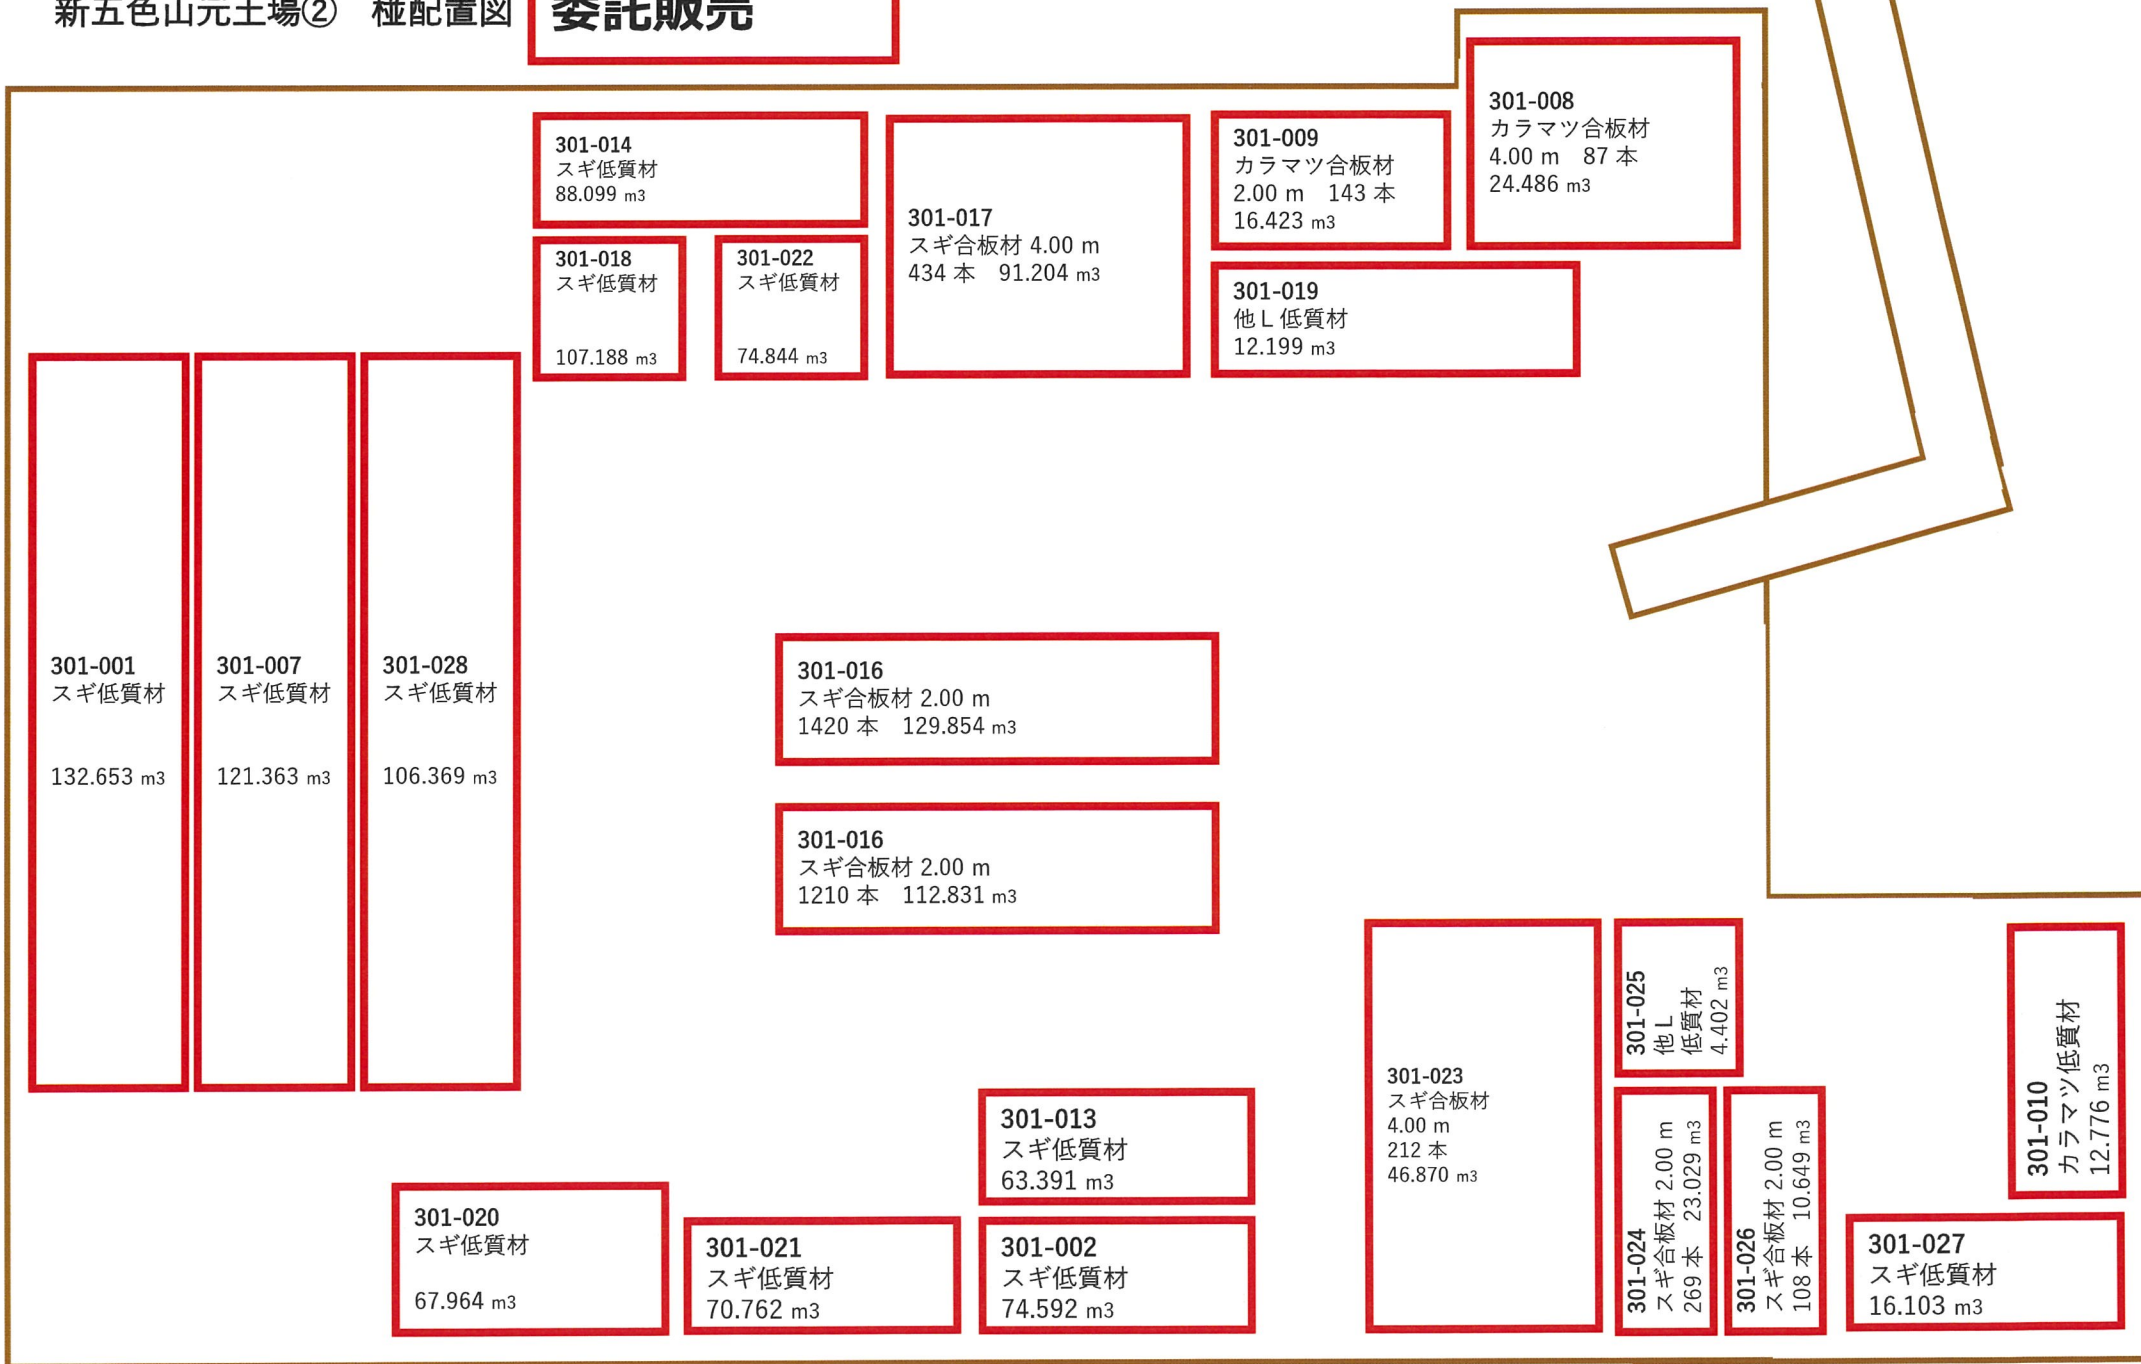 新五色山元土場② 椪配置図
委託販売
301-008
カラマツ合板材
4.00 m 87 本
24.486 m3
301-014
スギ低質材
88.099 m3
301-017
スギ合板材 4.00 m
434 本 91.204 m3
301-009
カラマツ合板材
2.00 m 143 本
16.423 m3
301-018
スギ低質材
107.188 m3
301-022
スギ低質材
74.844 m3
301-019
他L低質材
12.199 m3
301-001
スギ低質材
132.653 m3
301-007
スギ低質材
121.363 m3
301-028
スギ低質材
106.369 m3
301-016
スギ合板材 2.00 m
1420 本 129.854 m3
301-016
スギ合板材 2.00 m
1210 本 112.831 m3
301-023
スギ合板材
4.00 m
212 本
46.870 m3
301-025
他L
低質材
4.402 m3
301-010
カラマツ低質材
12.776 m3
301-013
スギ低質材
63.391 m3
301-020
スギ低質材
67.964 m3
301-021
スギ低質材
70.762 m3
301-002
スギ低質材
74.592 m3
301-024
スギ合板材 2.00 m
269 本 23.029 m3
301-026
スギ合板材 2.00 m
108 本 10.649 m3
301-027
スギ低質材
16.103 m3